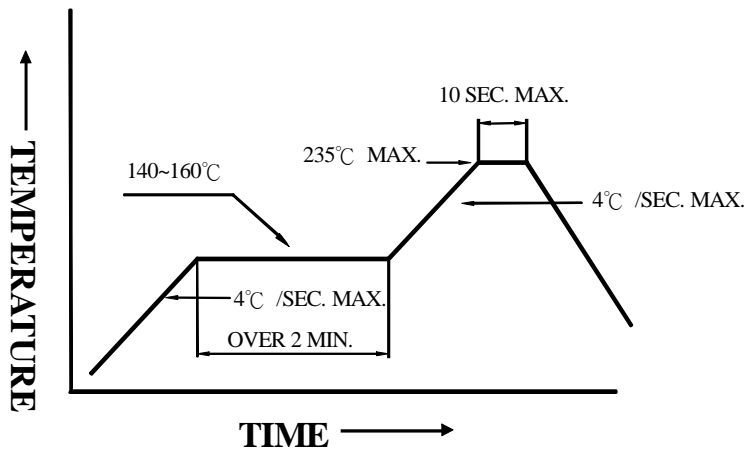 10 SEC. MAX.
235℃ MAX.
140~160℃
4℃ /SEC. MAX.
4℃ /SEC. MAX.
OVER 2 MIN.
TEMPERATURE
TIME